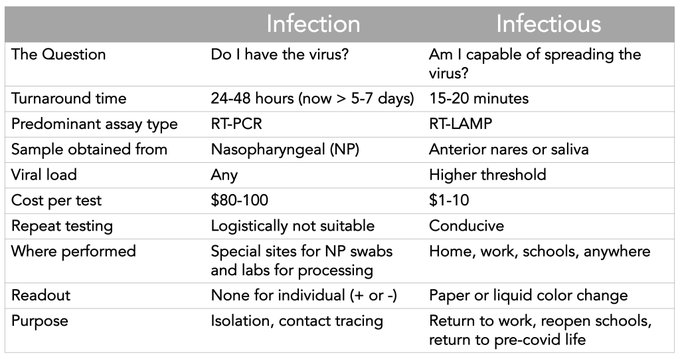 Infection Infectious
The Question Do I have the virus? Am I capable of spreading the
virus?
Turnaround time 24-48 hours (now > 5-7 days) 15-20 minutes
Predominant assay type RT-PCR RT-LAMP
Sample obtained from Nasopharyngeal (NP) Anterior nares or saliva
Viral load Any Higher threshold
Cost per test $80-100 $1-10
Repeat testing Logistically not suitable Conducive
Where performed Special sites for NP swabs Home, work, schools, anywhere
and labs for processing
Readout None for individual (+ or -) Paper or liquid color change
Purpose Isolation, contact tracing Return to work, reopen schools,
return to pre-covid life